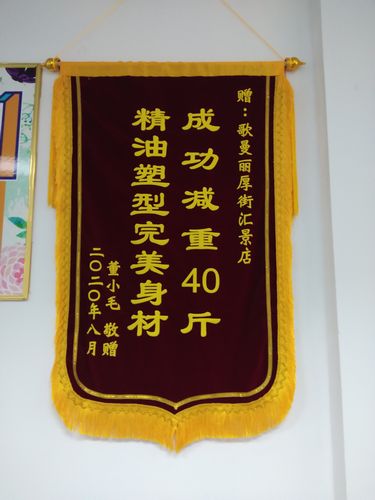 赠：歌曼丽厚街汇景店
成功减重40斤
精油塑型完美身材
董小毛 敬赠
二〇二〇年八月